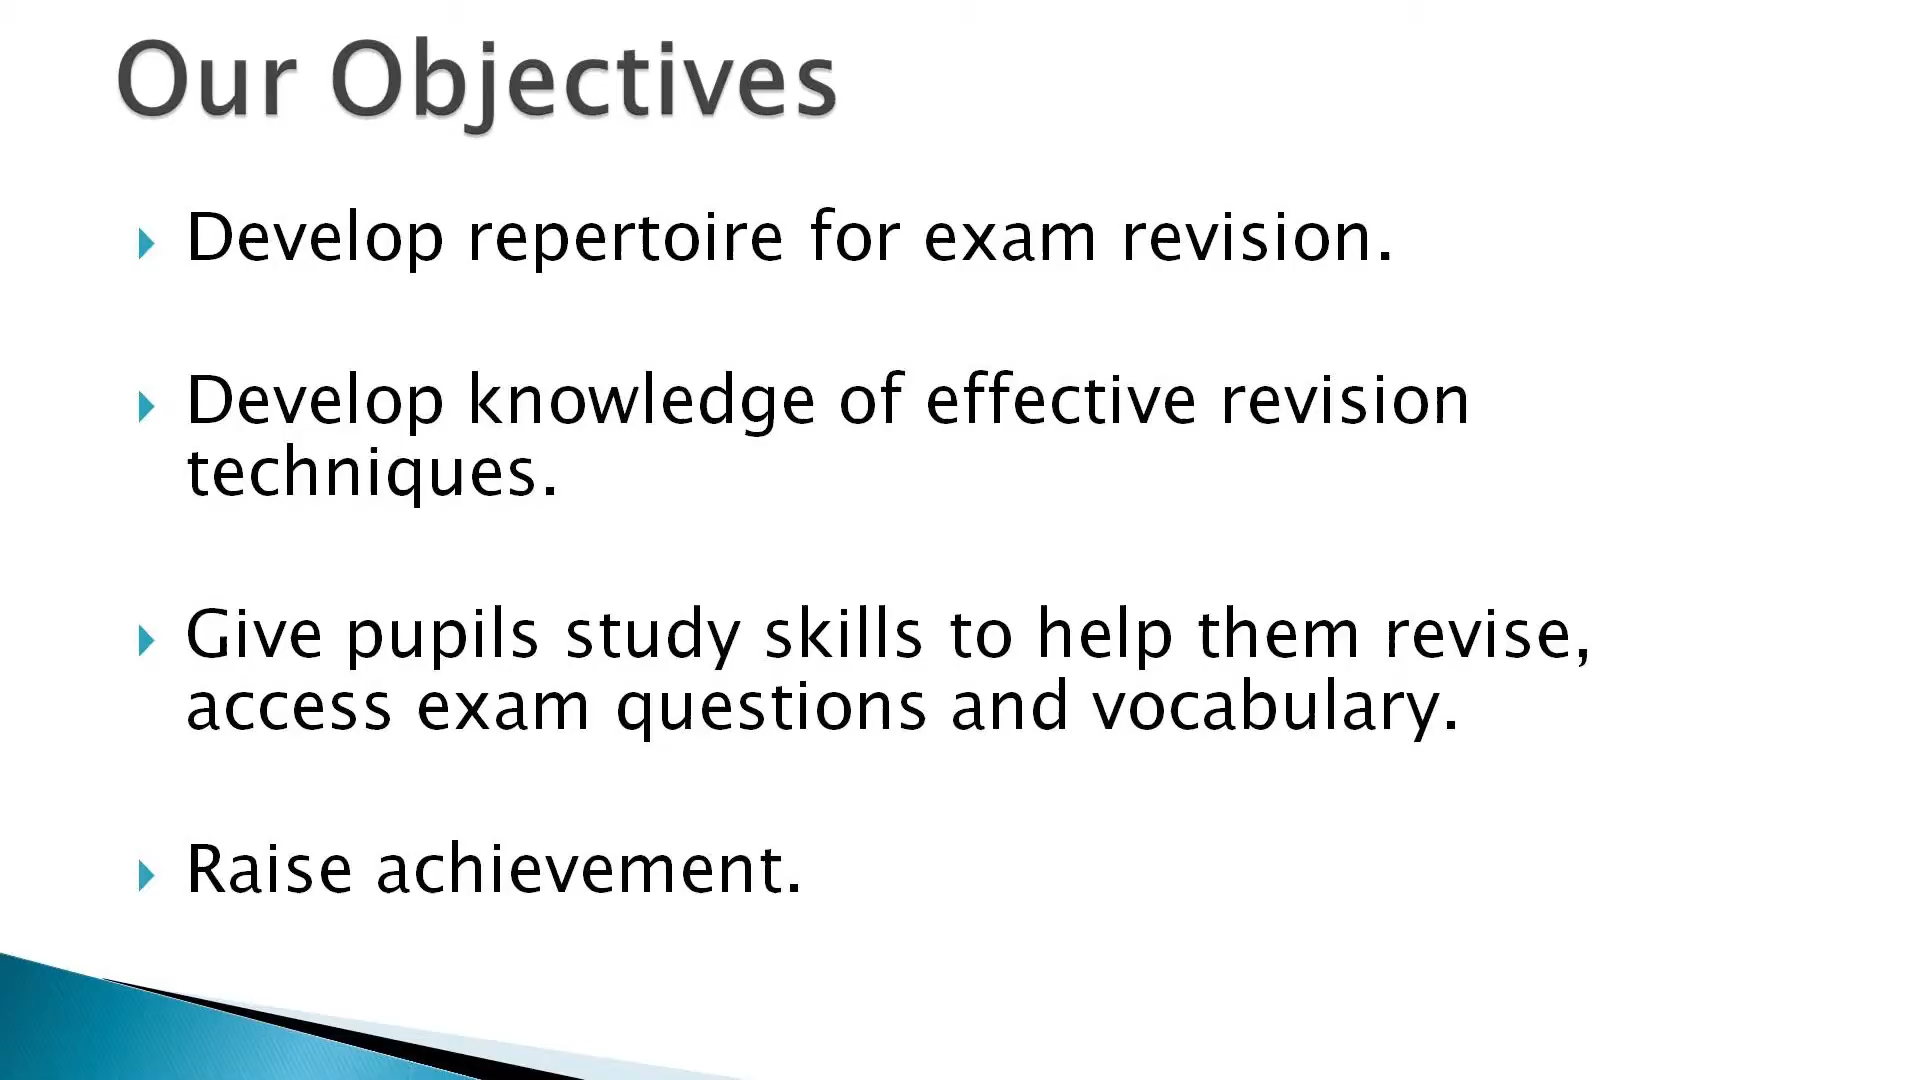 Our Objectives
Develop repertoire for exam revision.
Develop knowledge of effective revision
techniques.
Give pupils study skills to help them revise,
access exam questions and vocabulary.
Raise achievement.